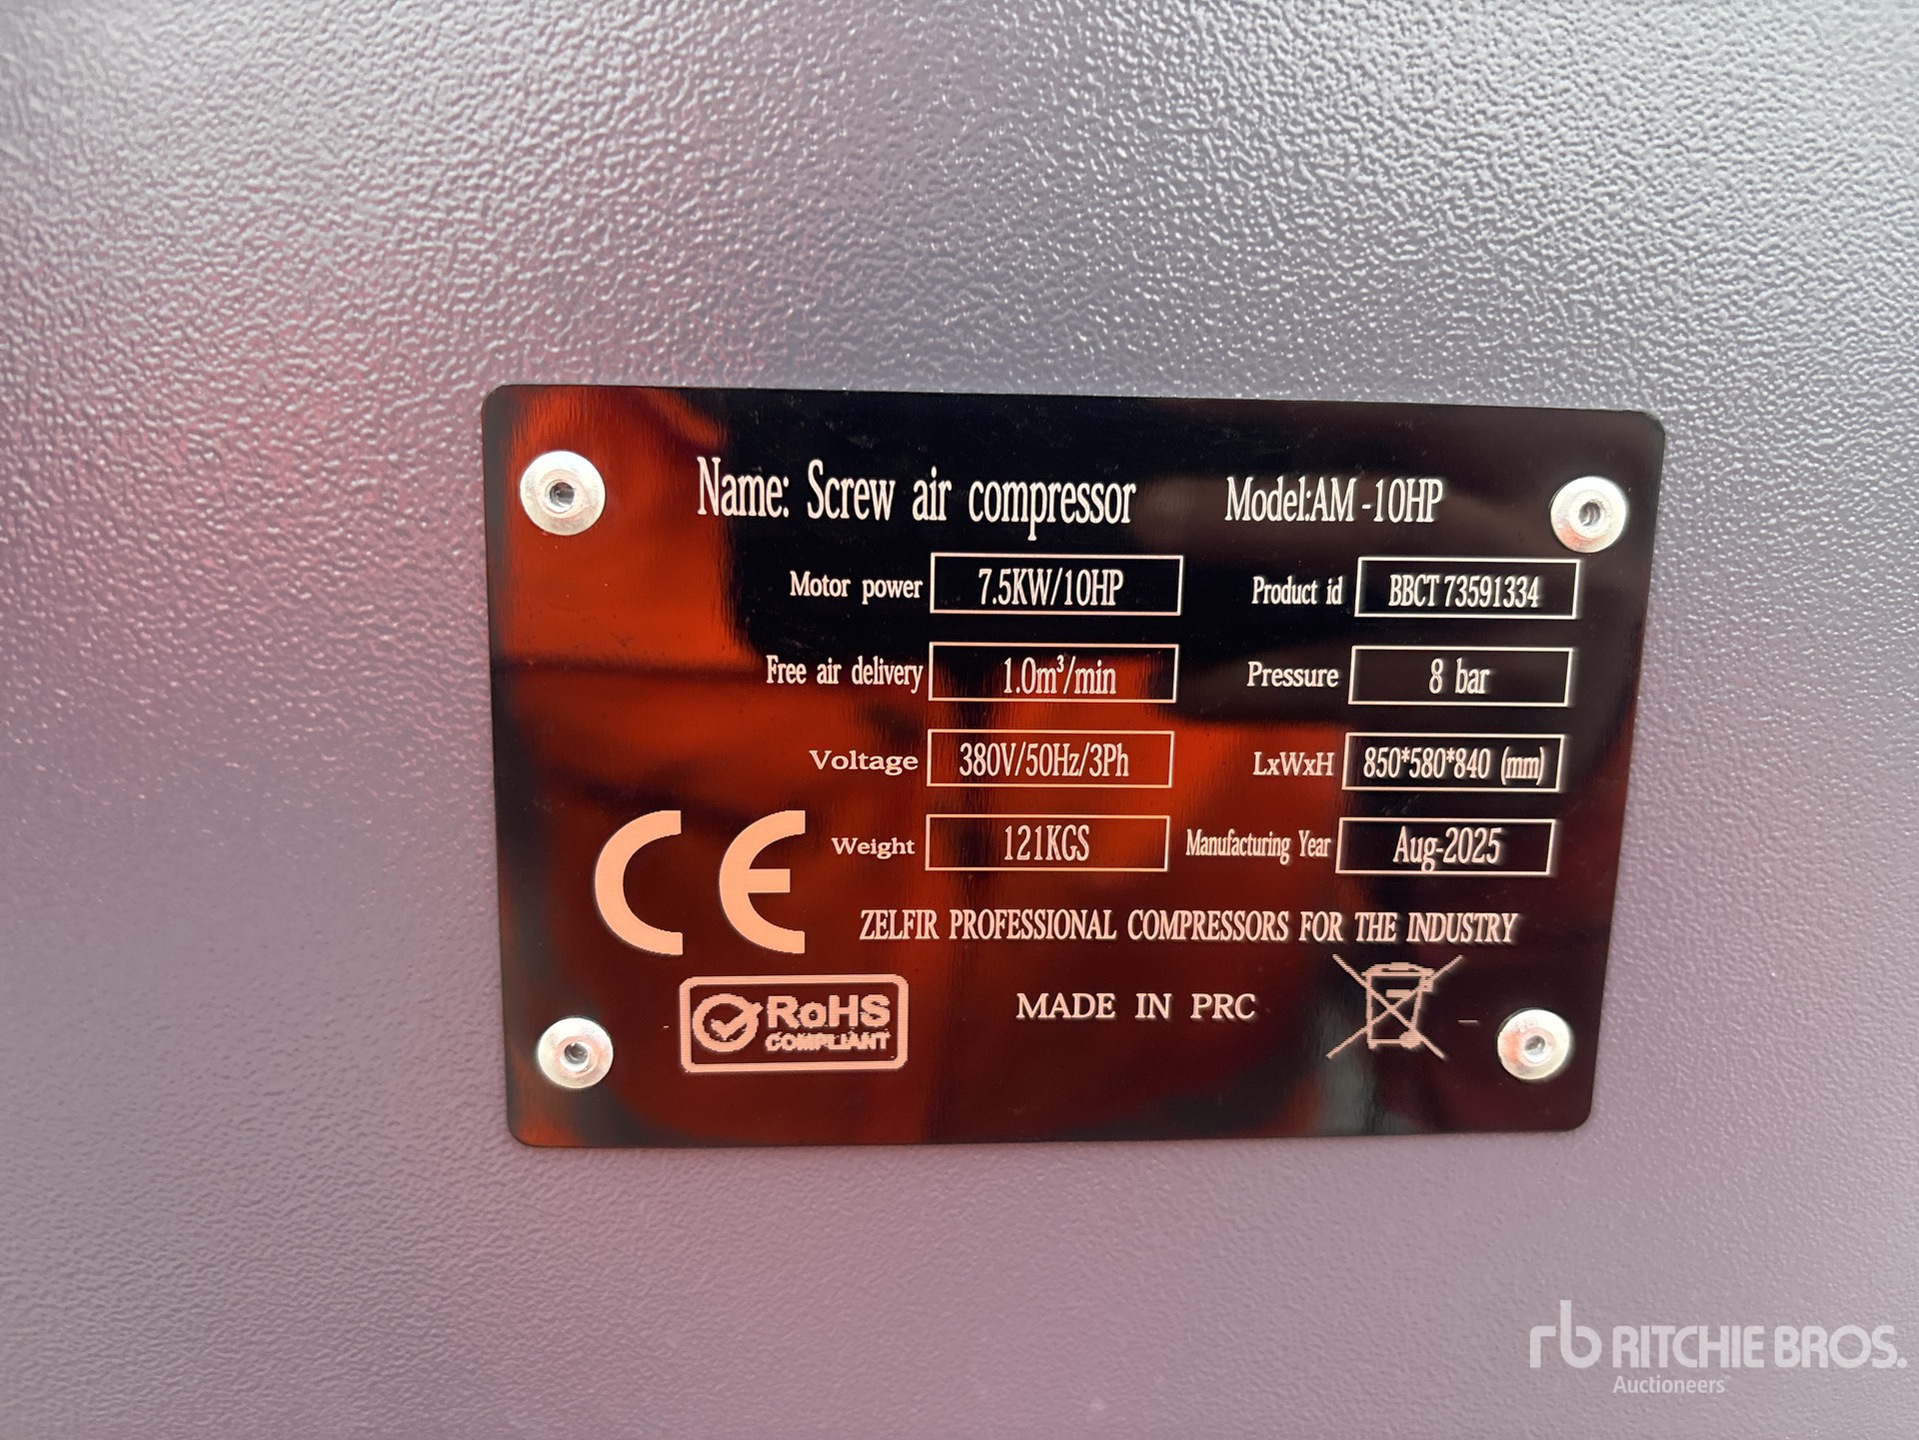 Name: Screw air compressor Model:AM-10HP
Motor power 7.5KW/10HP Product id BBCT73591334
Free air delivery 1.0m³/min Pressure 8 bar
Voltage 380V/50Hz/3Ph LxWxH 850*580*840 (mm)
CE Weight 121KGS Manufacturing Year Aug-2025
ZELFIR PROFESSIONAL COMPRESSORS FOR THE INDUSTRY
RoHS MADE IN PRC
COMPLIANT
rb RITCHIE BROS.
Auctioneers